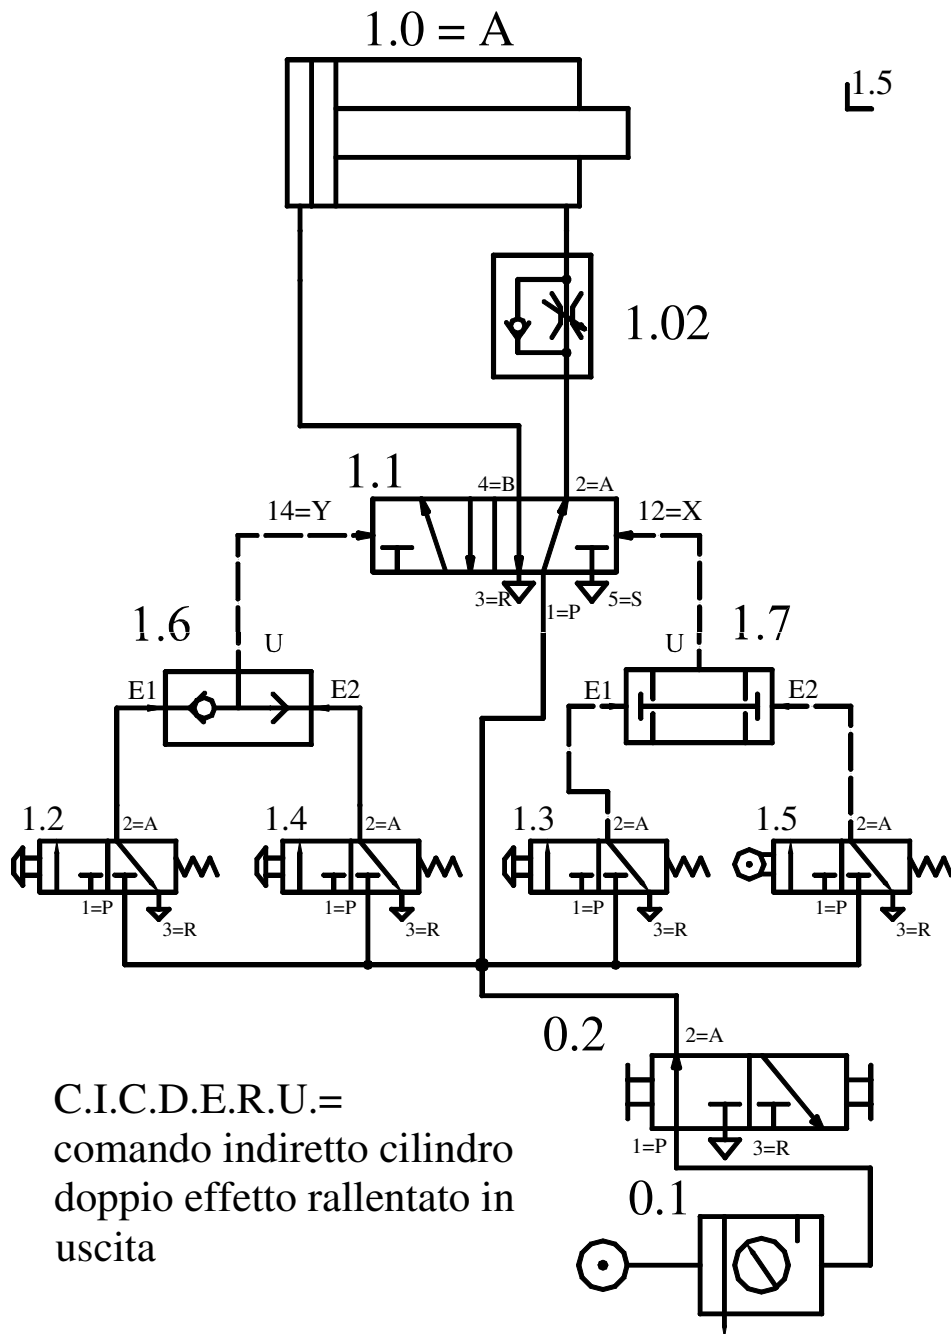 1.0 = A
1.5
1.02
1.1
4=B
2=A
14=Y
12=X
3=R
1=P
5=S
1.6
U
U
1.7
E1
E2
E1
E2
1.2
2=A
1.4
2=A
1.3
2=A
1.5
2=A
1=P
3=R
1=P
3=R
1=P
3=R
1=P
3=R
0.2
2=A
1=P
3=R
0.1
C.I.C.D.E.R.U.=
comando indiretto cilindro
doppio effetto rallentato in
uscita